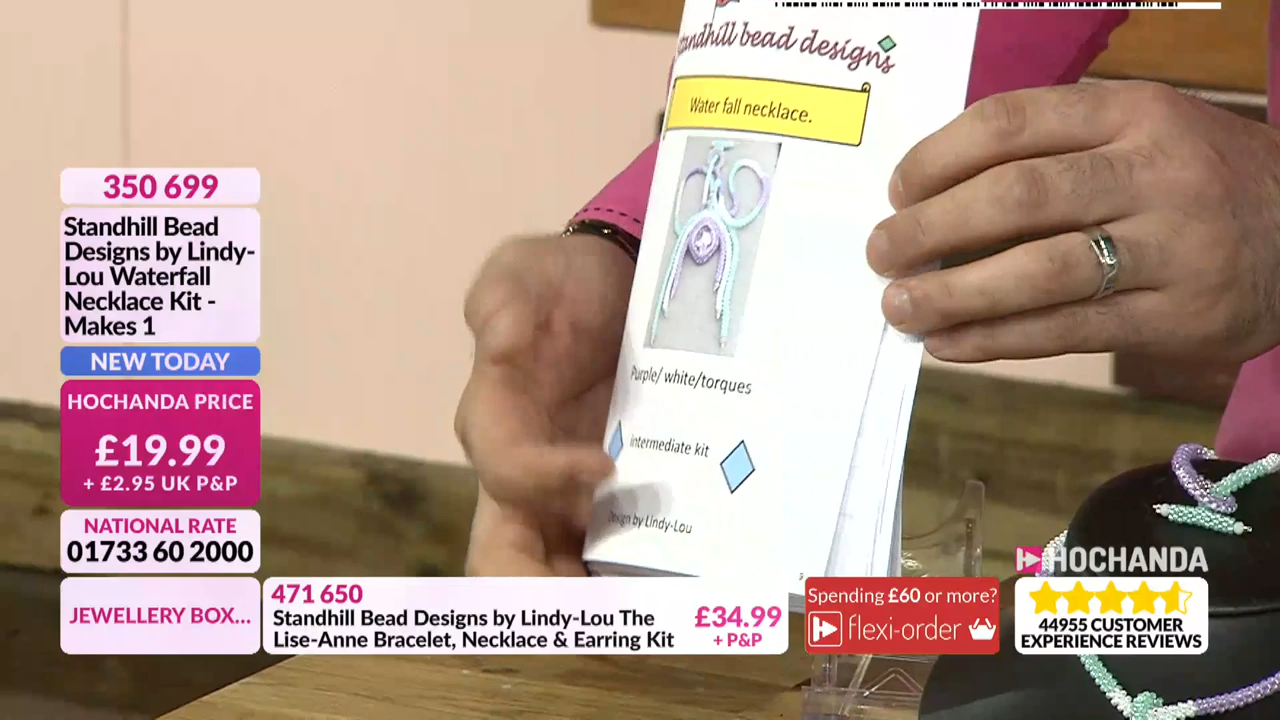 Standhill bead designs
Water fall necklace.
Purple/ white/torques
intermediate kit
Design by Lindy-Lou
350 699
Standhill Bead
Designs by Lindy-
Lou Waterfall
Necklace Kit -
Makes 1
NEW TODAY
HOCHANDA PRICE
£19.99
+ £2.95 UK P&P
NATIONAL RATE
01733 60 2000
JEWELLERY BOX...
471 650
Standhill Bead Designs by Lindy-Lou The
Lise-Anne Bracelet, Necklace & Earring Kit
£34.99
+ P&P
Spending £60 or more?
flexi-order
HOCHANDA
44955 CUSTOMER
EXPERIENCE REVIEWS